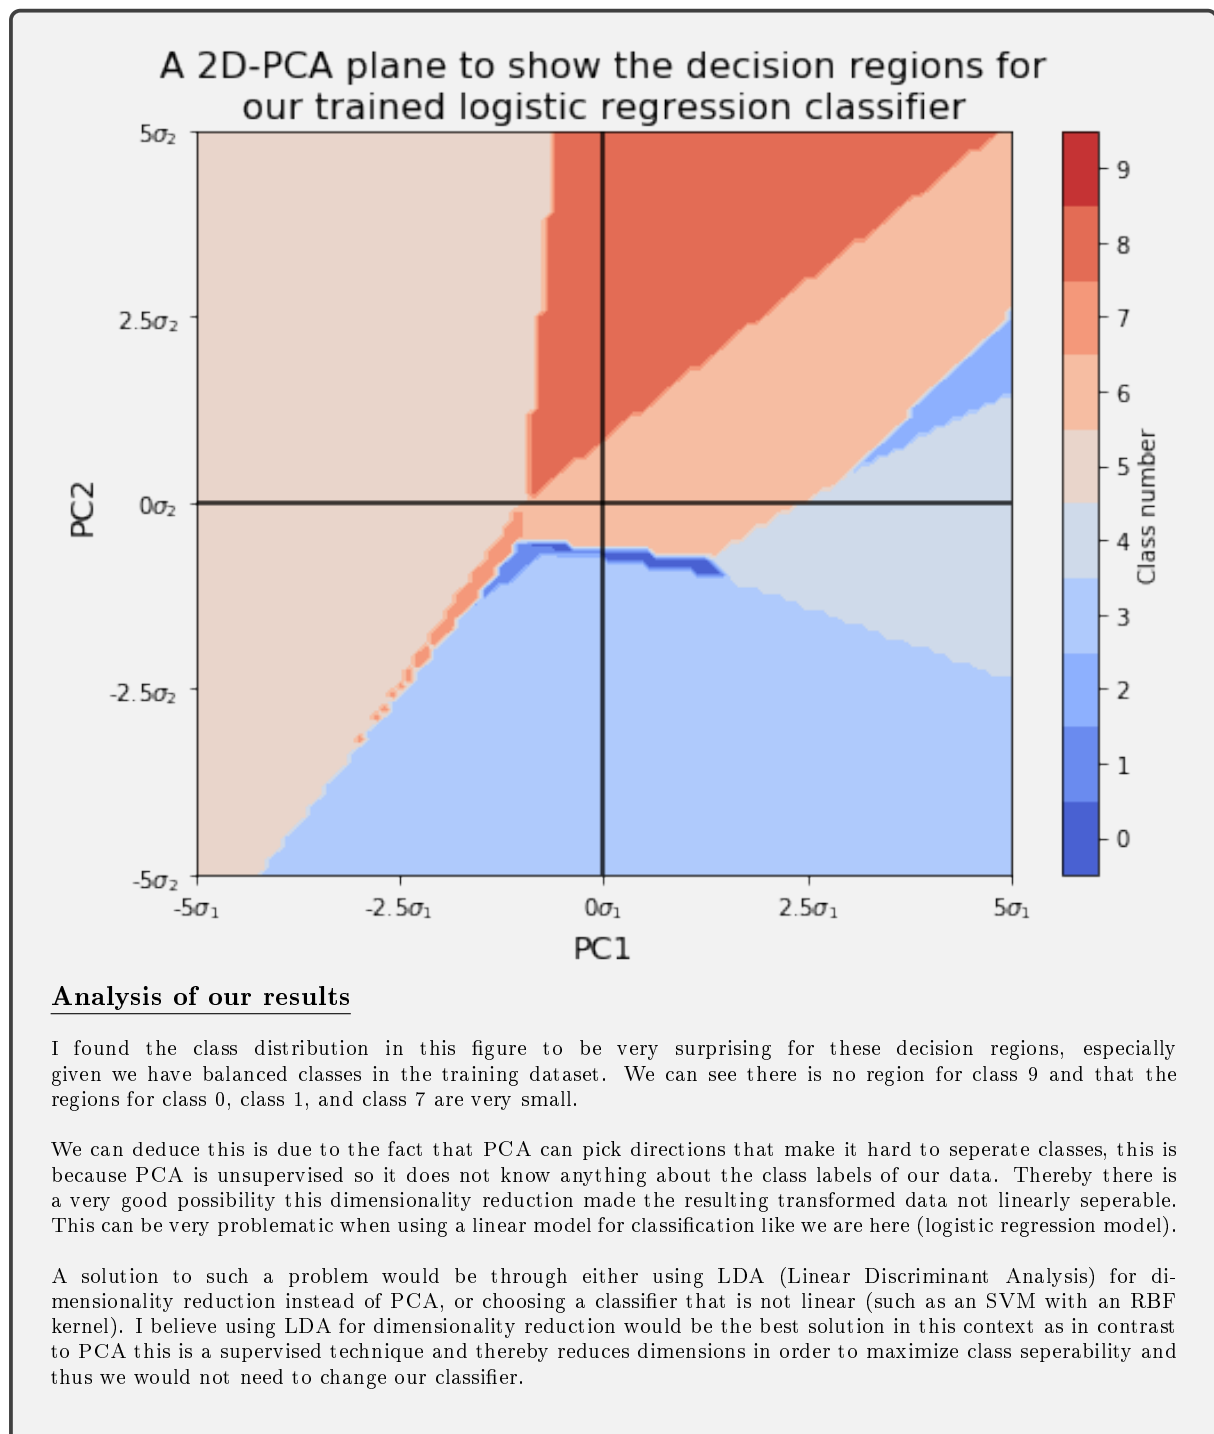 A 2D-PCA plane to show the decision regions for
our trained logistic regression classifier
5σ₂
2.5σ₂
0σ₂
-2.5σ₂
-5σ₂
PC2
-5σ₁
-2.5σ₁
0σ₁
2.5σ₁
5σ₁
PC1
9
8
7
6
5
4
3
2
1
0
Class number
Analysis of our results
I found the class distribution in this figure to be very surprising for these decision regions, especially
given we have balanced classes in the training dataset. We can see there is no region for class 9 and that the
regions for class 0, class 1, and class 7 are very small.
We can deduce this is due to the fact that PCA can pick directions that make it hard to seperate classes, this is
because PCA is unsupervised so it does not know anything about the class labels of our data. Thereby there is
a very good possibility this dimensionality reduction made the resulting transformed data not linearly seperable.
This can be very problematic when using a linear model for classification like we are here (logistic regression model).
A solution to such a problem would be through either using LDA (Linear Discriminant Analysis) for di-
mensionality reduction instead of PCA, or choosing a classifier that is not linear (such as an SVM with an RBF
kernel). I believe using LDA for dimensionality reduction would be the best solution in this context as in contrast
to PCA this is a supervised technique and thereby reduces dimensions in order to maximize class seperability and
thus we would not need to change our classifier.